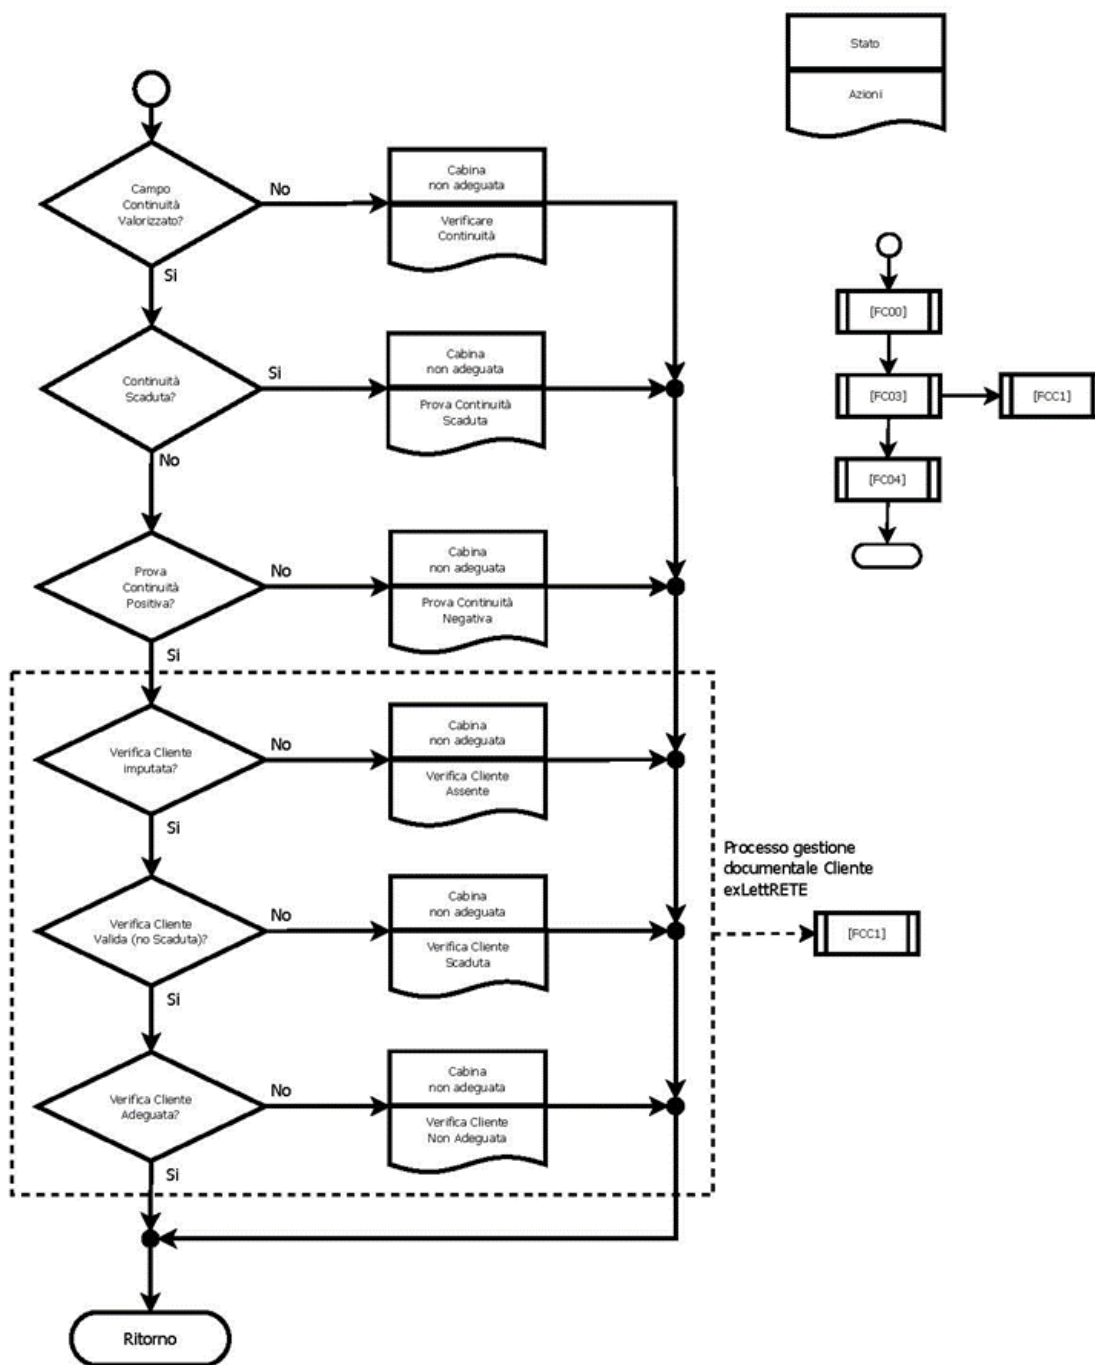 Stato
Azioni
Campo
Continuità
Valorizzato?
No
Cabina
non adeguata
Verificare
Continuità
Si
Continuità
Scaduta?
Si
Cabina
non adeguata
Prova Continuità
Scaduta
No
[FC00]
[FC03]
[FCC1]
[FC04]
Prova
Continuità
Positiva?
No
Cabina
non adeguata
Prova Continuità
Negativa
Si
Verifica Cliente
imputata?
No
Cabina
non adeguata
Verifica Cliente
Assente
Si
Verifica Cliente
Valida (no Scaduta)?
No
Cabina
non adeguata
Verifica Cliente
Scaduta
Si
Processo gestione
documentale Cliente
exLettRETE
[FCC1]
Verifica Cliente
Adeguata?
No
Cabina
non adeguata
Verifica Cliente
Non Adeguata
Si
Ritorno